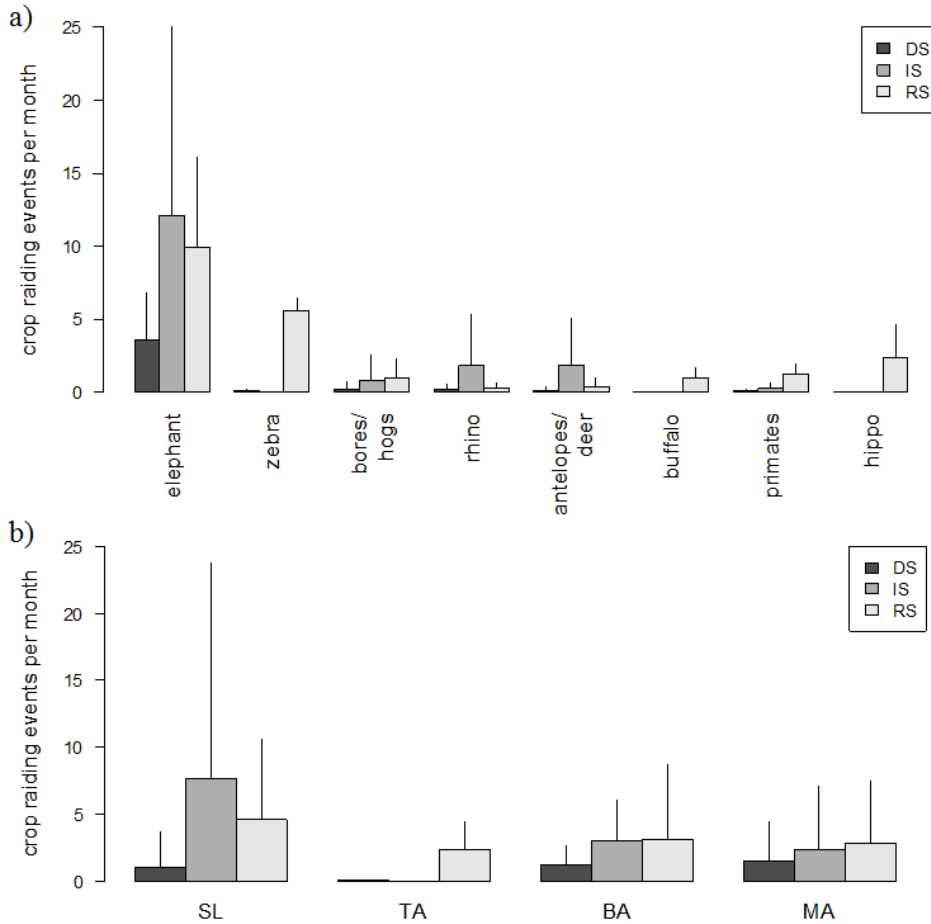 a)
crop raiding events per month
25
20
15
10
5
0
DS
IS
RS
elephant
zebra
bores/
hogs
rhino
antelopes/
deer
buffalo
primates
hippo
b)
crop raiding events per month
25
20
15
10
5
0
DS
IS
RS
SL
TA
BA
MA